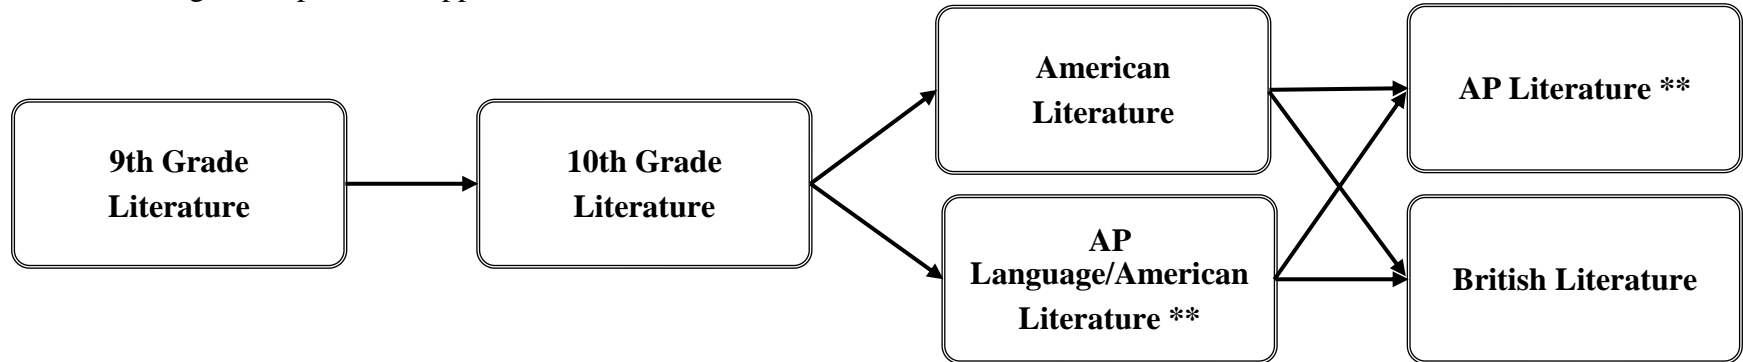 9th Grade
Literature
10th Grade
Literature
American
Literature
AP
Language/American
Literature **
AP Literature **
British Literature